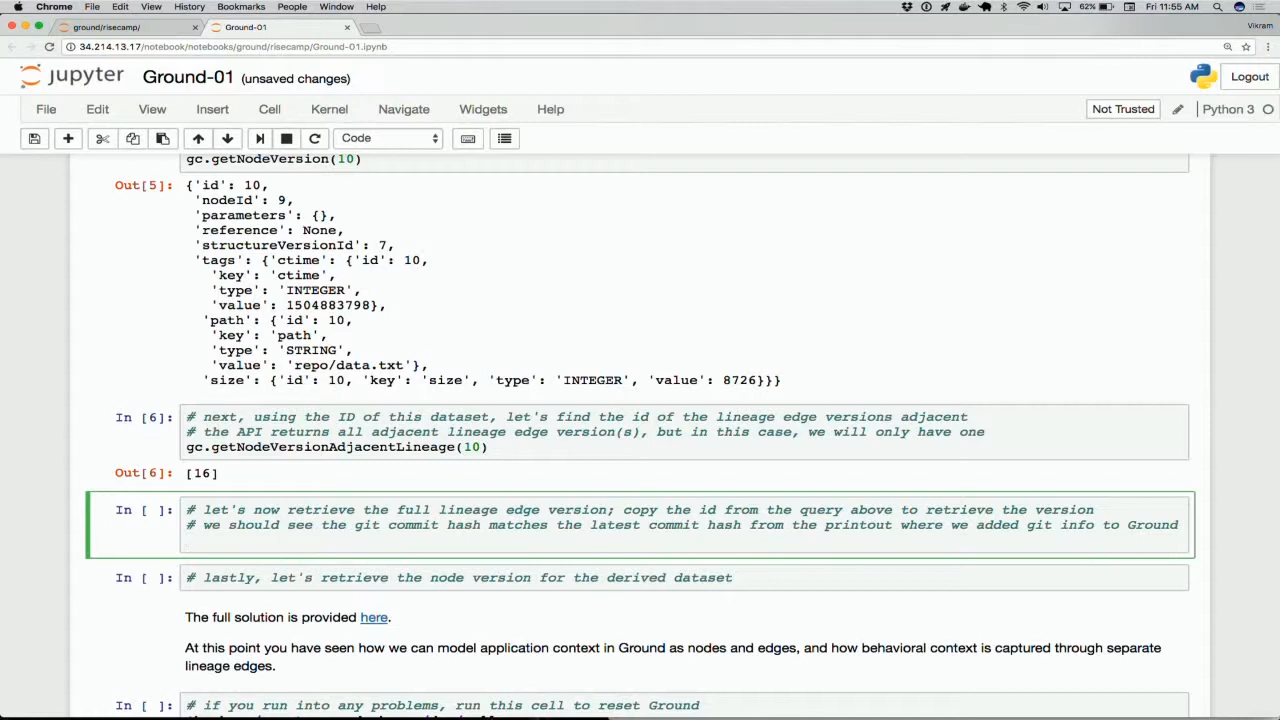 Chrome File Edit View History Bookmarks People Window Help 62% Fri 11:55 AM
ground/risecamp/ Ground-01 Vikram
34.214.13.17/notebook/notebooks/ground/risecamp/Ground-01.ipynb
jupyter Ground-01 (unsaved changes) Logout
File Edit View Insert Cell Kernel Navigate Widgets Help Not Trusted Python 3
Code
gc.getNodeVersion(10)
Out[5]: {'id': 10,
'nodeId': 9,
'parameters': {},
'reference': None,
'structureVersionId': 7,
'tags': {'ctime': {'id': 10,
'key': 'ctime',
'type': 'INTEGER',
'value': 1504883798},
'path': {'id': 10,
'key': 'path',
'type': 'STRING',
'value': 'repo/data.txt'},
'size': {'id': 10, 'key': 'size', 'type': 'INTEGER', 'value': 8726}}}
In [6]: # next, using the ID of this dataset, let's find the id of the lineage edge versions adjacent
# the API returns all adjacent lineage edge version(s), but in this case, we will only have one
gc.getNodeVersionAdjacentLineage(10)
Out[6]: [16]
In [ ]: # let's now retrieve the full lineage edge version; copy the id from the query above to retrieve the version
# we should see the git commit hash matches the latest commit hash from the printout where we added git info to Ground
In [ ]: # lastly, let's retrieve the node version for the derived dataset
The full solution is provided here.
At this point you have seen how we can model application context in Ground as nodes and edges, and how behavioral context is captured through separate
lineage edges.
In [ ]: # if you run into any problems, run this cell to reset Ground